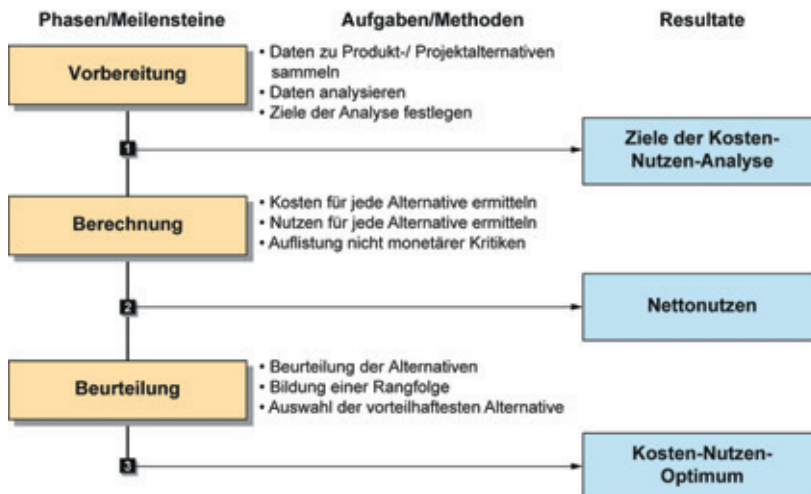 Phasen/Meilensteine
Aufgaben/Methoden
Resultate
Vorbereitung
• Daten zu Produkt-/ Projektalternativen
sammeln
• Daten analysieren
• Ziele der Analyse festlegen
1
Ziele der Kosten-
Nutzen-Analyse
Berechnung
• Kosten für jede Alternative ermitteln
• Nutzen für jede Alternative ermitteln
• Auflistung nicht monetärer Kritiken
2
Nettonutzen
Beurteilung
• Beurteilung der Alternativen
• Bildung einer Rangfolge
• Auswahl der vorteilhaftesten Alternative
3
Kosten-Nutzen-
Optimum